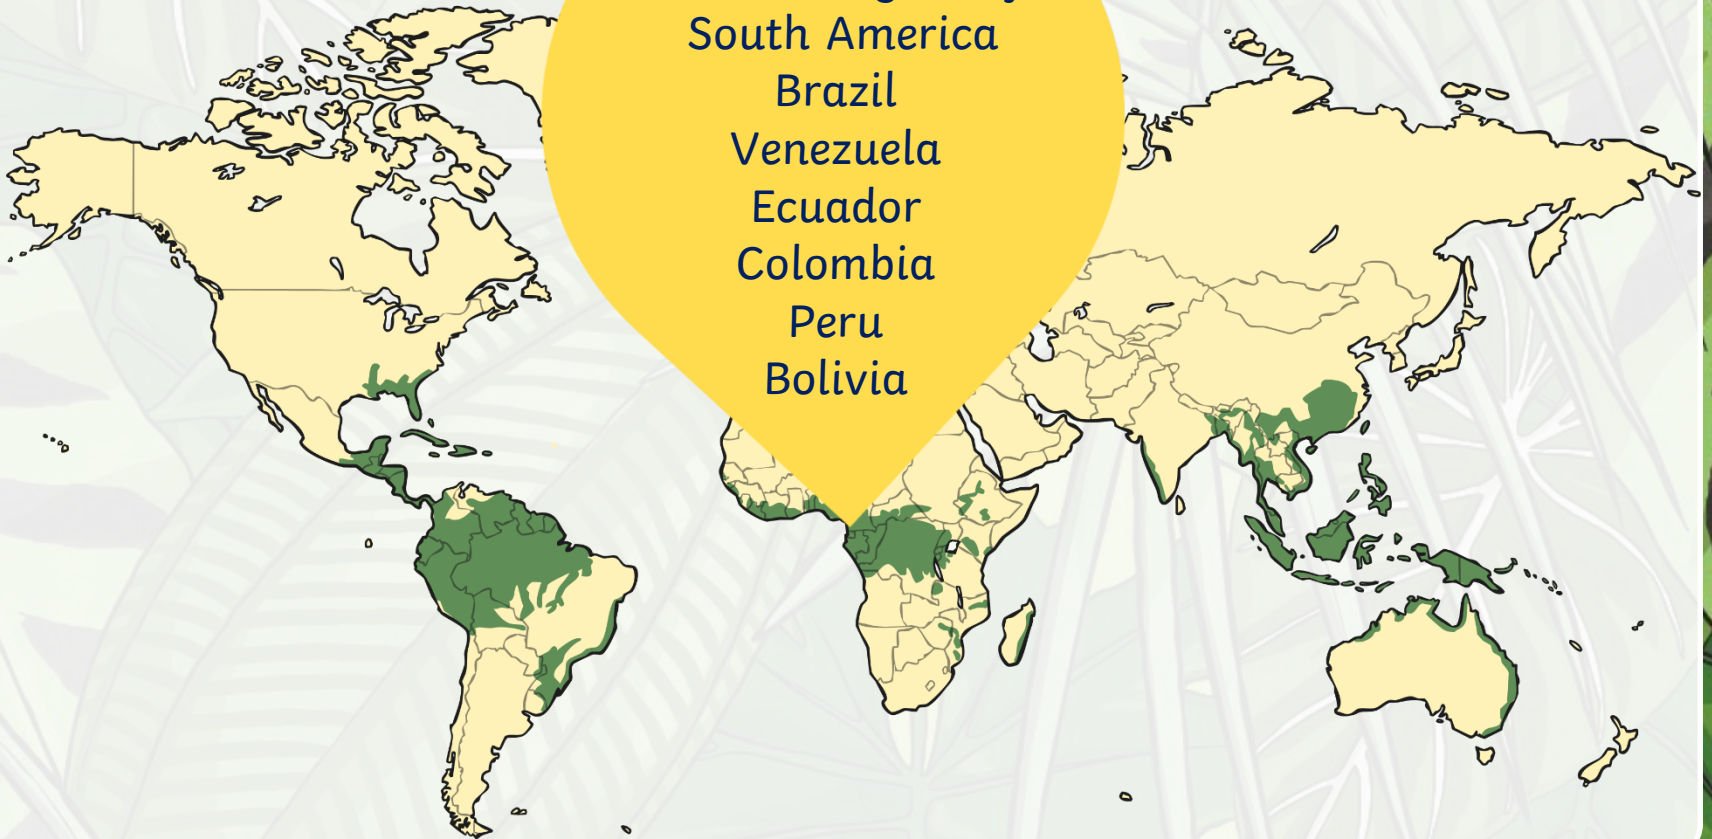 South America
Brazil
Venezuela
Ecuador
Colombia
Peru
Bolivia